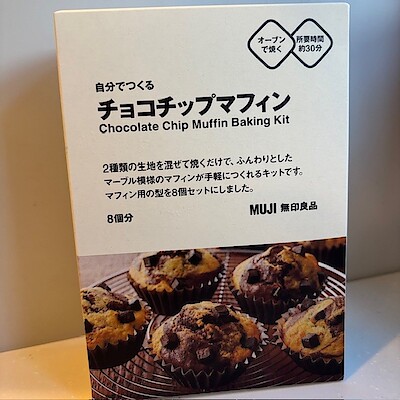 オーブン
で焼く
所要時間
約30分
自分でつくる
チョコチップマフィン
Chocolate Chip Muffin Baking Kit
2種類の生地を混ぜて焼くだけで、ふんわりとした
マーブル模様のマフィンが手軽につくれるキットです。
マフィン用の型を8個セットにしました。
8個分
MUJI 無印良品